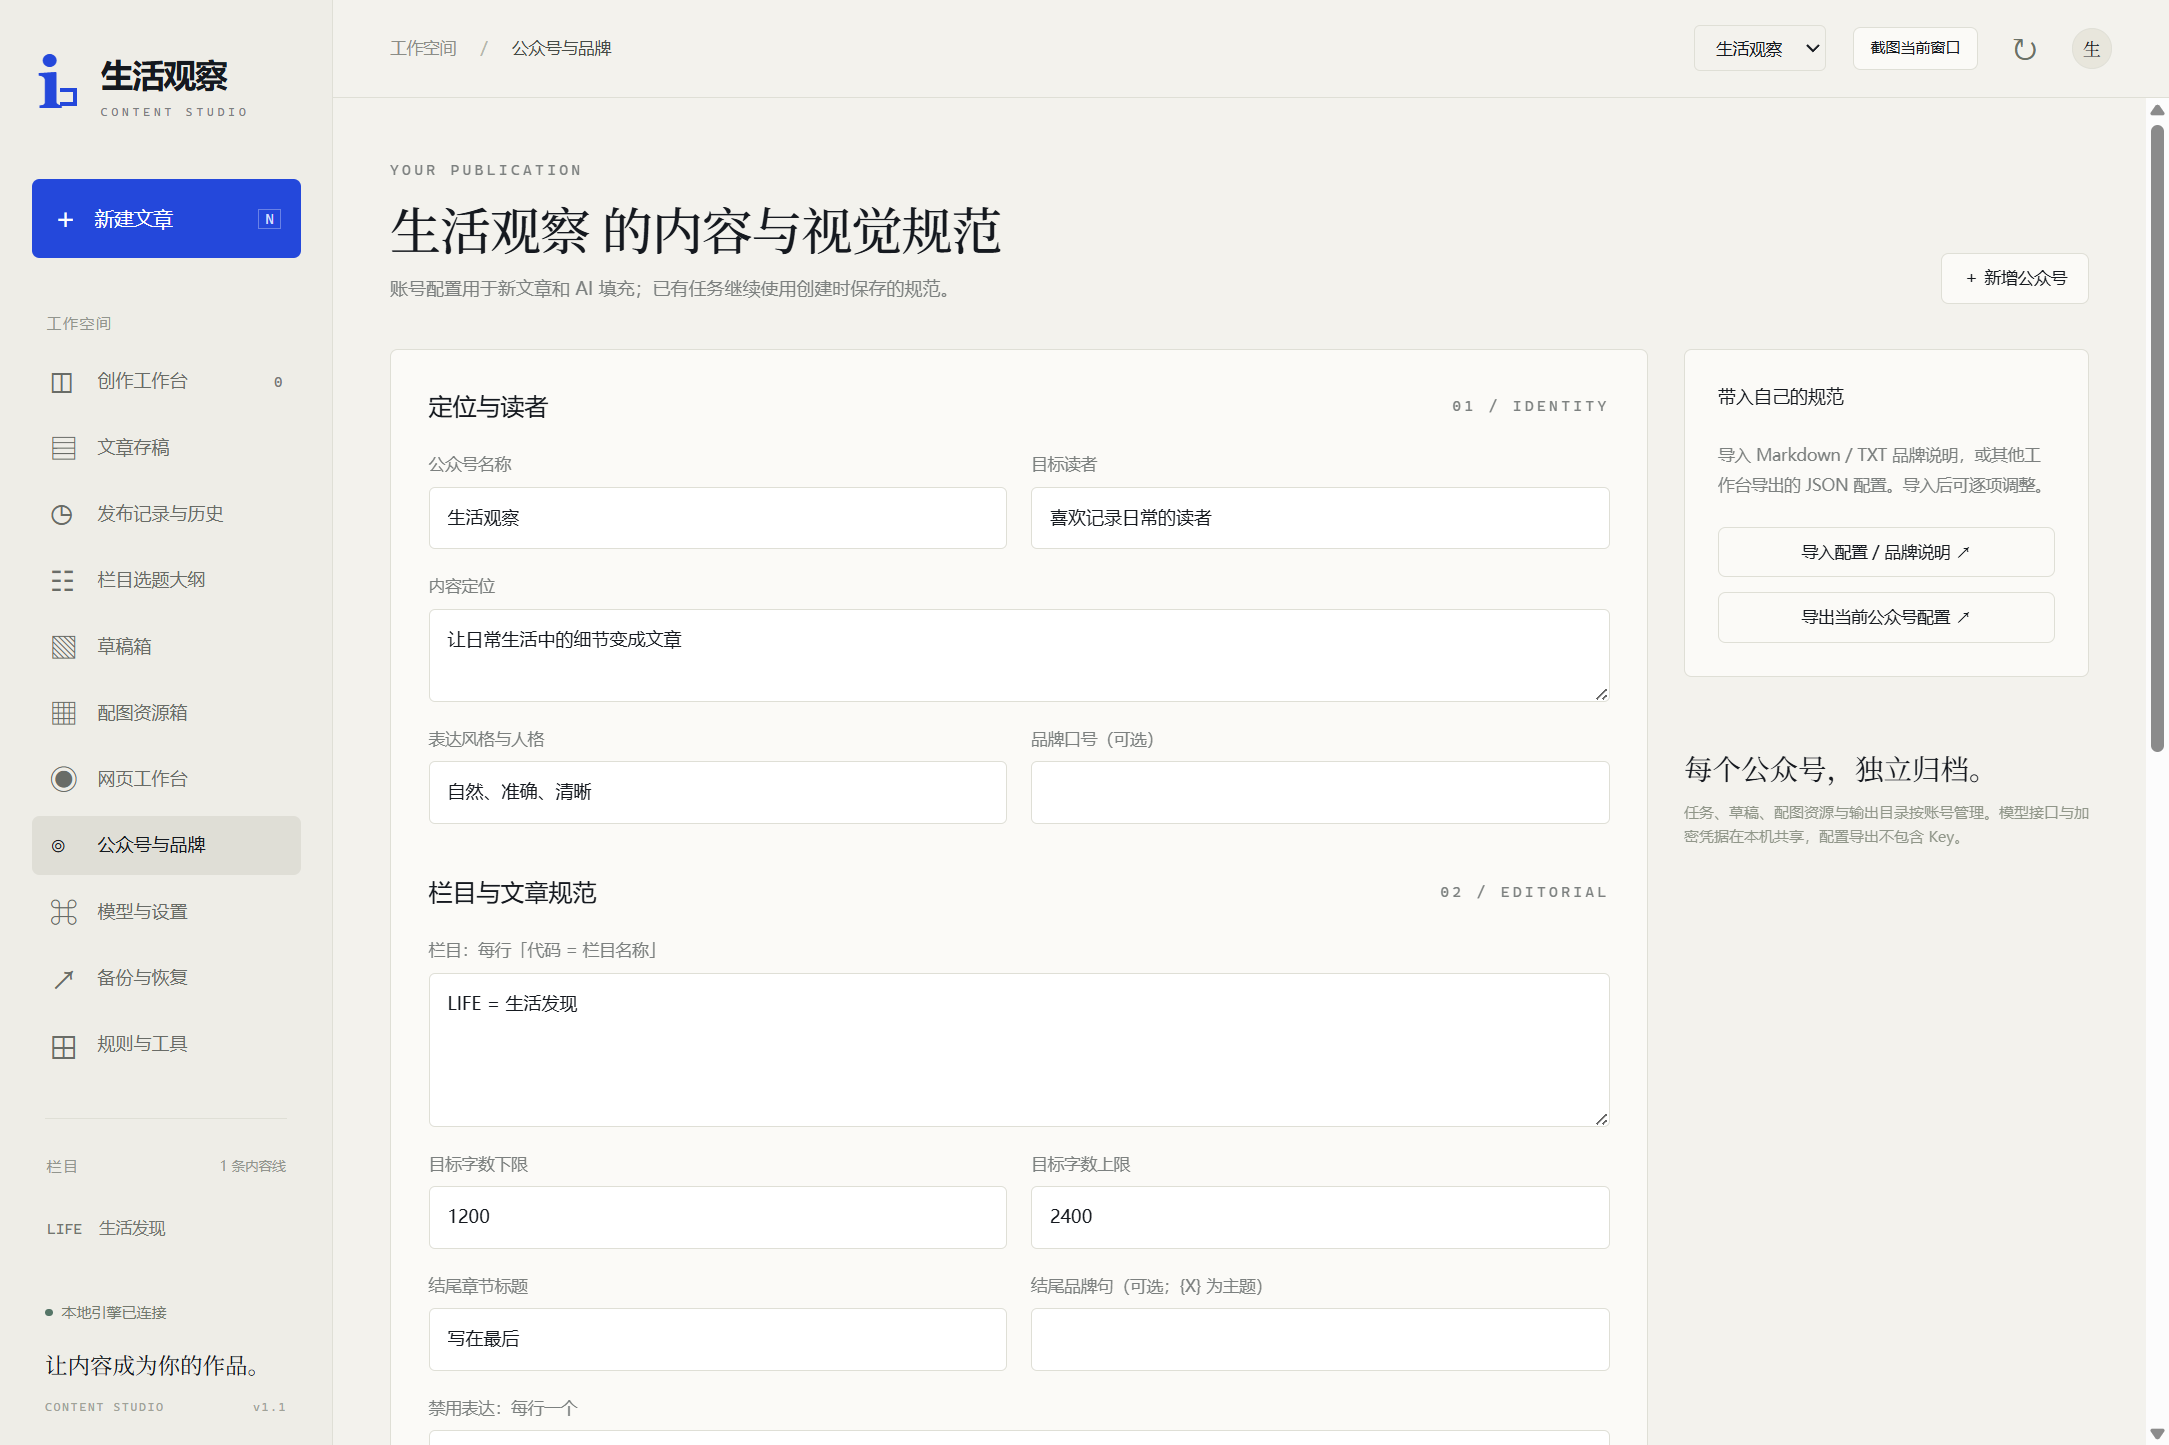 生活观察
CONTENT STUDIO
+ 新建文章 N
工作空间
创作工作台 0
文章存稿
发布记录与历史
栏目选题大纲
草稿箱
配图资源箱
网页工作台
公众号与品牌
模型与设置
备份与恢复
规则与工具
栏目 1 条内容线
LIFE 生活发现
本地引擎已连接
让内容成为你的作品。
CONTENT STUDIO v1.1
工作空间 / 公众号与品牌
生活观察
截图当前窗口
生
YOUR PUBLICATION
生活观察 的内容与视觉规范
账号配置用于新文章和 AI 填充；已有任务继续使用创建时保存的规范。
+ 新增公众号
定位与读者 01 / IDENTITY
公众号名称 目标读者
生活观察 喜欢记录日常的读者
内容定位
让日常生活中的细节变成文章
表达风格与人格 品牌口号（可选）
自然、准确、清晰
栏目与文章规范 02 / EDITORIAL
栏目：每行「代码 = 栏目名称」
LIFE = 生活发现
目标字数下限 目标字数上限
1200 2400
结尾章节标题 结尾品牌句（可选；{X} 为主题）
写在最后
禁用表达：每行一个
带入自己的规范
导入 Markdown / TXT 品牌说明，或其他工
作台导出的 JSON 配置。导入后可逐项调整。
导入配置 / 品牌说明 ↗
导出当前公众号配置 ↗
每个公众号，独立归档。
任务、草稿、配图资源与输出目录按账号管理。模型接口与加
密凭据在本机共享，配置导出不包含 Key。